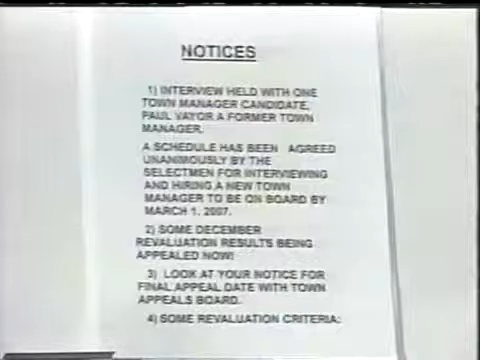 NOTICES
1) INTERVIEW HELD WITH ONE
TOWN MANAGER CANDIDATE,
PAUL VAYOR A FORMER TOWN
MANAGER.
A SCHEDULE HAS BEEN AGREED
UNANIMOUSLY BY THE
SELECTMEN FOR INTERVIEWING
AND HIRING A NEW TOWN
MANAGER TO BE ON BOARD BY
MARCH 1, 2007.
2) SOME DECEMBER
REVALUATION RESULTS BEING
APPEALED NOW!
3) LOOK AT YOUR NOTICE FOR
FINAL APPEAL DATE WITH TOWN
APPEALS BOARD.
4) SOME REVALUATION CRITERIA: